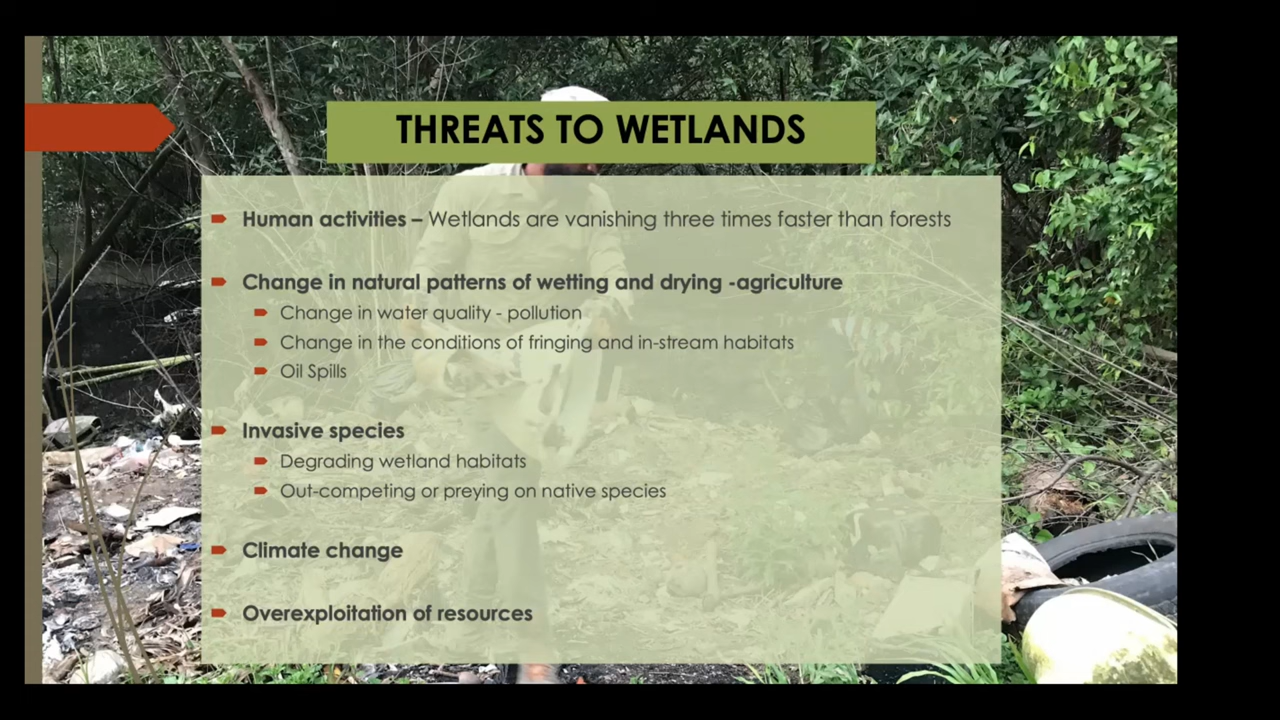 THREATS TO WETLANDS
Human activities – Wetlands are vanishing three times faster than forests
Change in natural patterns of wetting and drying -agriculture
Change in water quality - pollution
Change in the conditions of fringing and in-stream habitats
Oil Spills
Invasive species
Degrading wetland habitats
Out-competing or preying on native species
Climate change
Overexploitation of resources